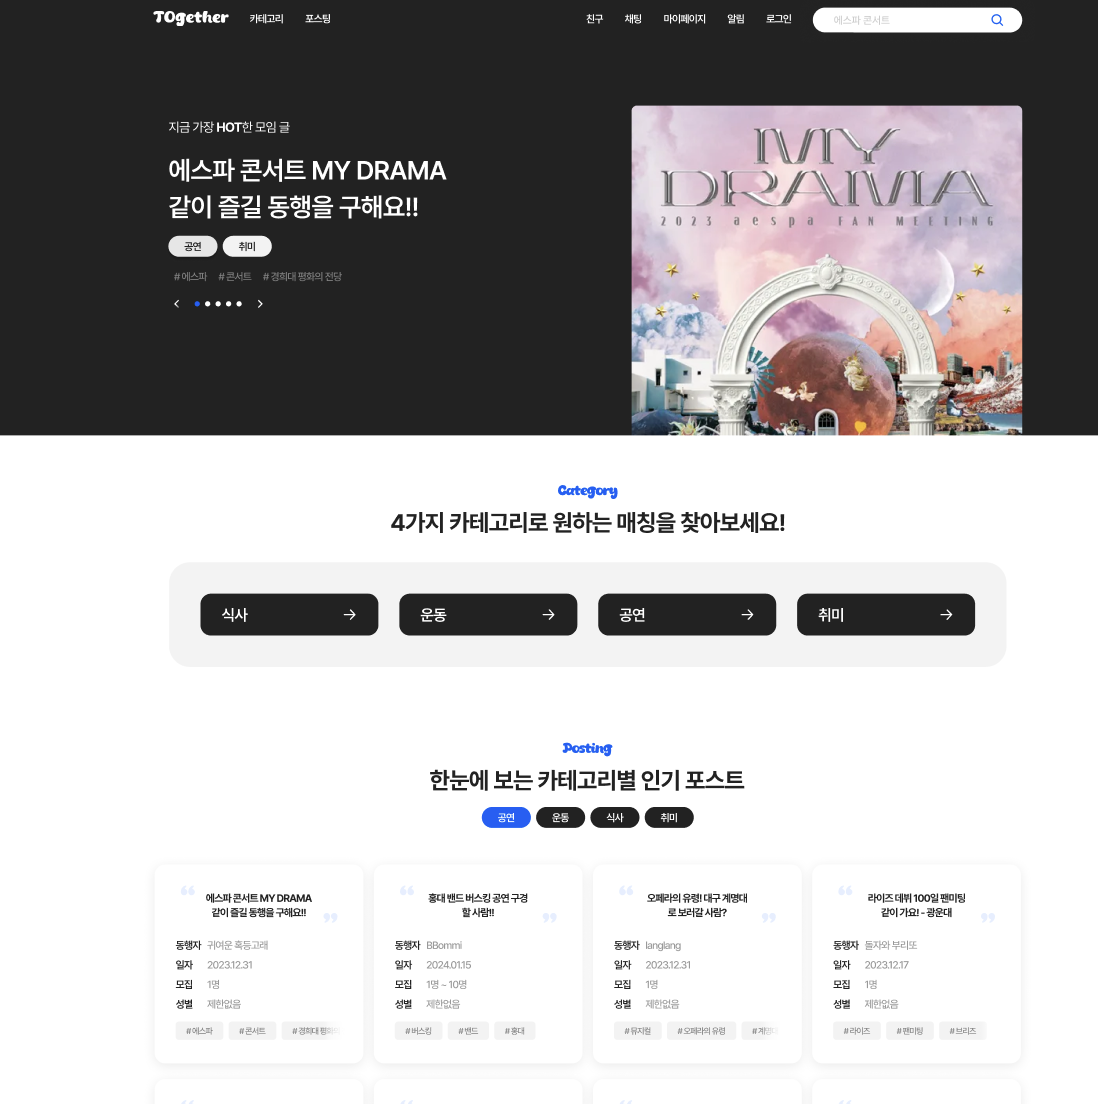 TOgether 카테고리 포스팅 친구 채팅 마이페이지 알림 로그인 에스파 콘서트
지금 가장 HOT한 모임 글
에스파 콘서트 MY DRAMA
같이 즐길 동행을 구해요!!
공연 취미
# 에스파 # 콘서트 # 경희대 평화의 전당
MY
DRAMA
2023 aespa FAN MEETING
Category
4가지 카테고리로 원하는 매칭을 찾아보세요!
식사 운동 공연 취미
Posting
한눈에 보는 카테고리별 인기 포스트
공연 운동 식사 취미
에스파 콘서트 MY DRAMA
같이 즐길 동행을 구해요!!
동행자 귀여운 흑등고래
일자 2023.12.31
모집 1명
성별 제한없음
# 에스파 # 콘서트 # 경희대 평화
홍대 밴드 버스킹 공연 구경
할 사람!!
동행자 BBommi
일자 2024.01.15
모집 1명 ~ 10명
성별 제한없음
# 버스킹 # 밴드 # 홍대
오페라의 유령! 대구 계명대
로 보러갈 사람?
동행자 langlang
일자 2023.12.31
모집 1명
성별 제한없음
# 뮤지컬 # 오페라의 유령 # 계명대
라이즈 데뷔 100일 팬미팅
같이 가요! - 광운대
동행자 돌자와 부리또
일자 2023.12.17
모집 1명
성별 제한없음
# 라이즈 # 팬미팅 # 브리즈